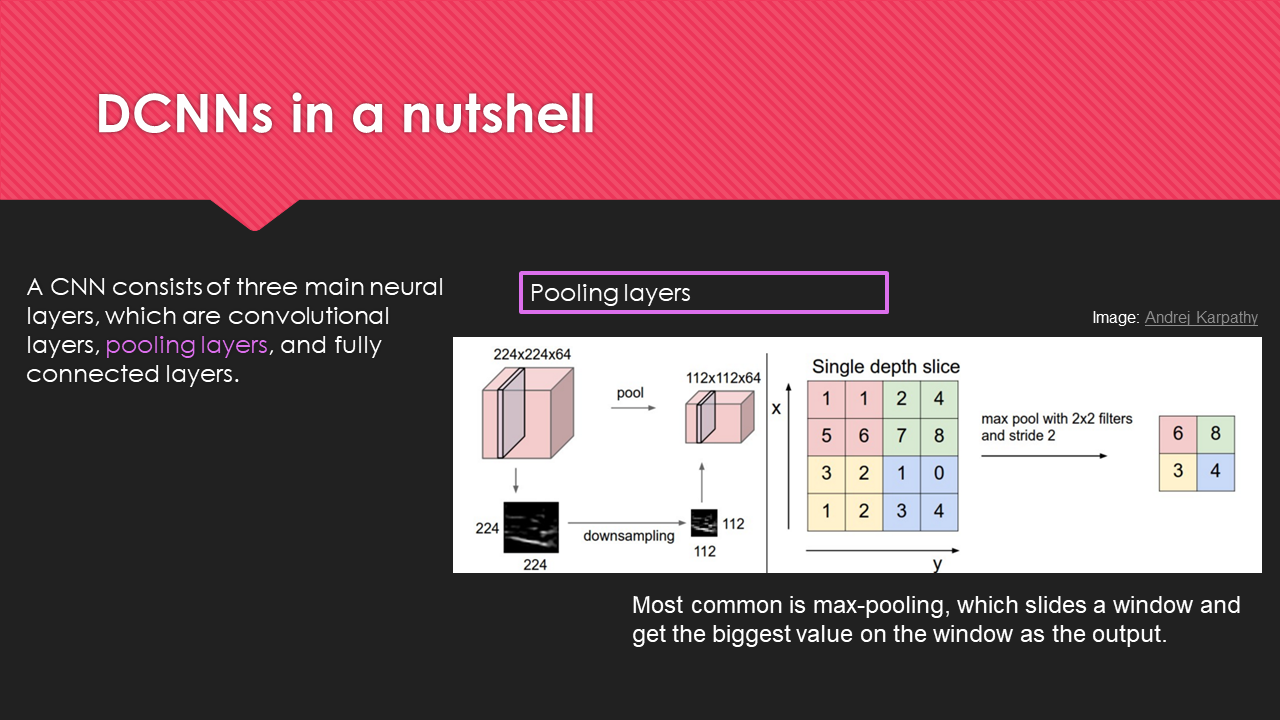 DCNNs in a nutshell
A CNN consists of three main neural
layers, which are convolutional
layers, pooling layers, and fully
connected layers.
Pooling layers
Image: Andrej Karpathy
224x224x64
pool
112x112x64
224
224
downsampling
112
112
Single depth slice
x
1 1 2 4
5 6 7 8
3 2 1 0
1 2 3 4
y
max pool with 2x2 filters
and stride 2
6 8
3 4
Most common is max-pooling, which slides a window and
get the biggest value on the window as the output.